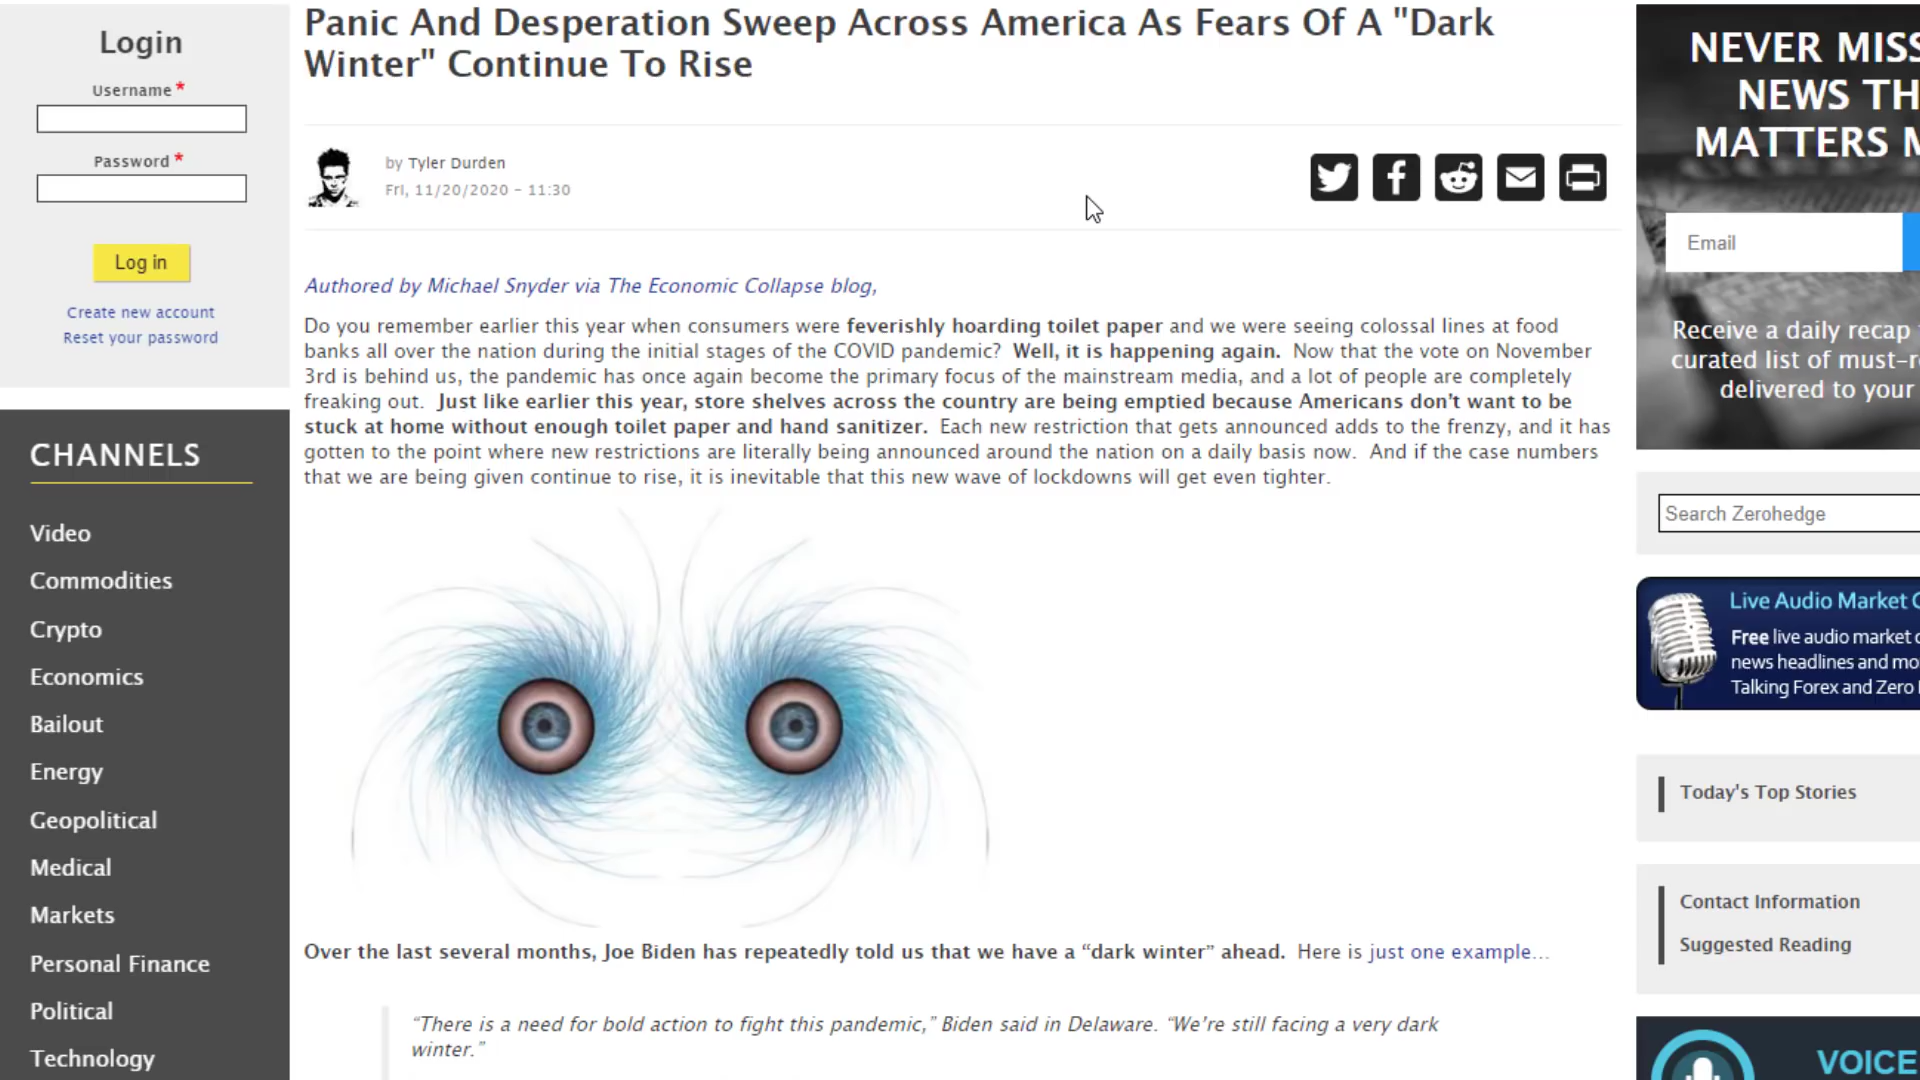 Login
Username *
Password *
Log in
Create new account
Reset your password
CHANNELS
Video
Commodities
Crypto
Economics
Bailout
Energy
Geopolitical
Medical
Markets
Personal Finance
Political
Technology
Panic And Desperation Sweep Across America As Fears Of A "Dark
Winter" Continue To Rise
by Tyler Durden
Fri, 11/20/2020 - 11:30
Authored by Michael Snyder via The Economic Collapse blog,
Do you remember earlier this year when consumers were feverishly hoarding toilet paper and we were seeing colossal lines at food
banks all over the nation during the initial stages of the COVID pandemic?  Well, it is happening again.  Now that the vote on November
3rd is behind us, the pandemic has once again become the primary focus of the mainstream media, and a lot of people are completely
freaking out.  Just like earlier this year, store shelves across the country are being emptied because Americans don't want to be
stuck at home without enough toilet paper and hand sanitizer.  Each new restriction that gets announced adds to the frenzy, and it has
gotten to the point where new restrictions are literally being announced around the nation on a daily basis now.  And if the case numbers
that we are being given continue to rise, it is inevitable that this new wave of lockdowns will get even tighter.
Over the last several months, Joe Biden has repeatedly told us that we have a “dark winter” ahead.  Here is just one example…
“There is a need for bold action to fight this pandemic,” Biden said in Delaware. “We’re still facing a very dark
winter.”
NEVER MISS
NEWS TH
MATTERS M
Email
Receive a daily recap
curated list of must-r
delivered to your
Search Zerohedge
Live Audio Market
Free live audio market
news headlines and mo
Talking Forex and Zero
Today's Top Stories
Contact Information
Suggested Reading
VOICE